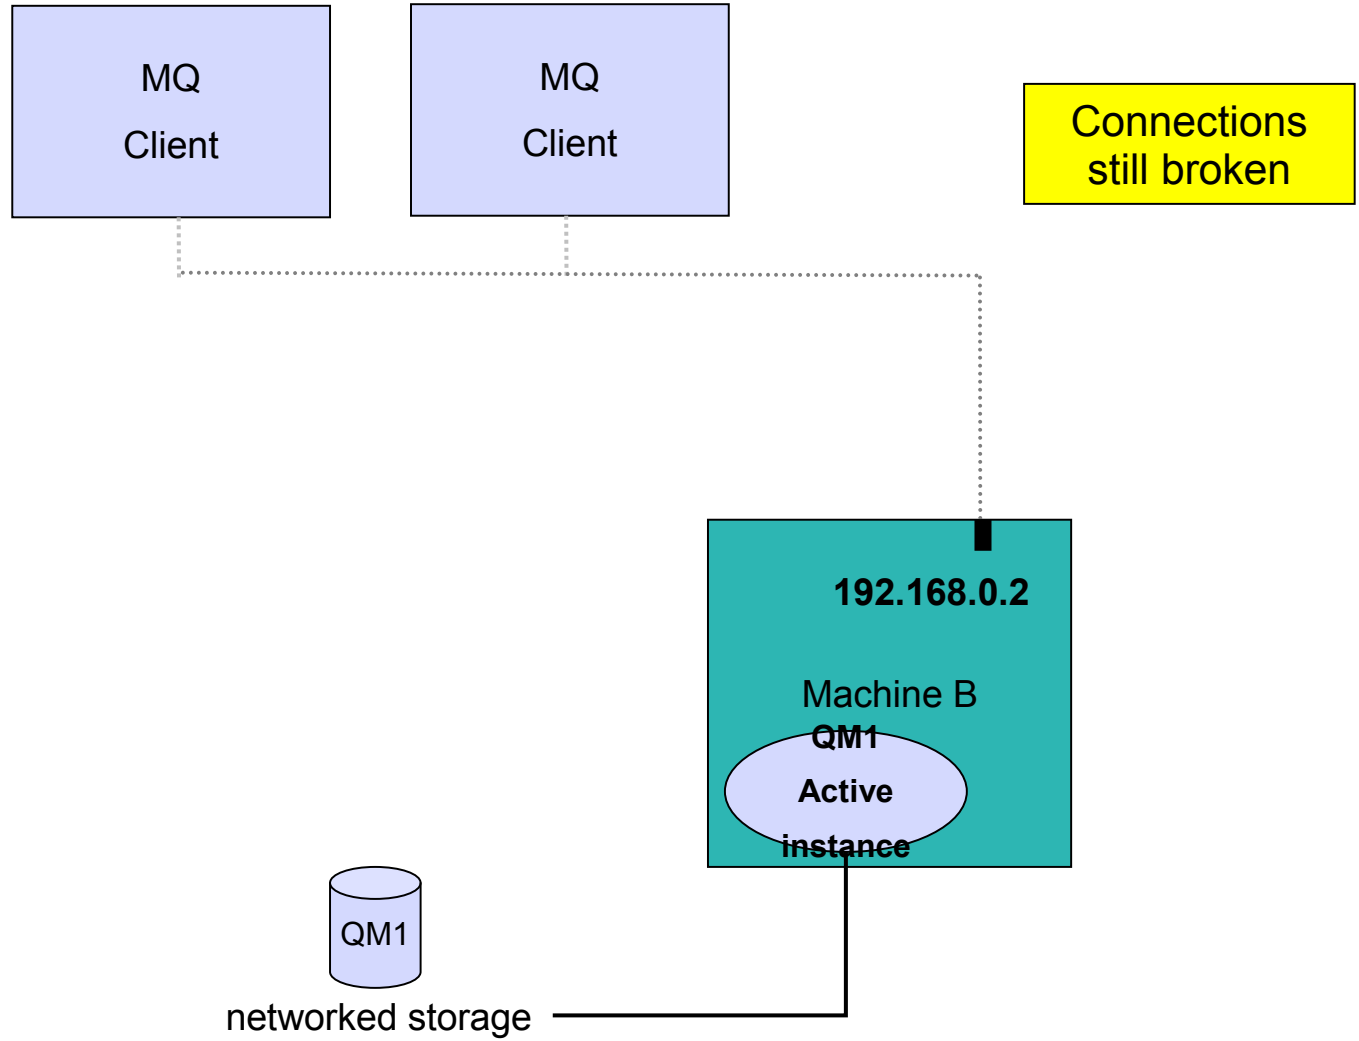 MQ
Client
MQ
Client
Connections
still broken
192.168.0.2
Machine B
QM1
Active
instance
QM1
networked storage